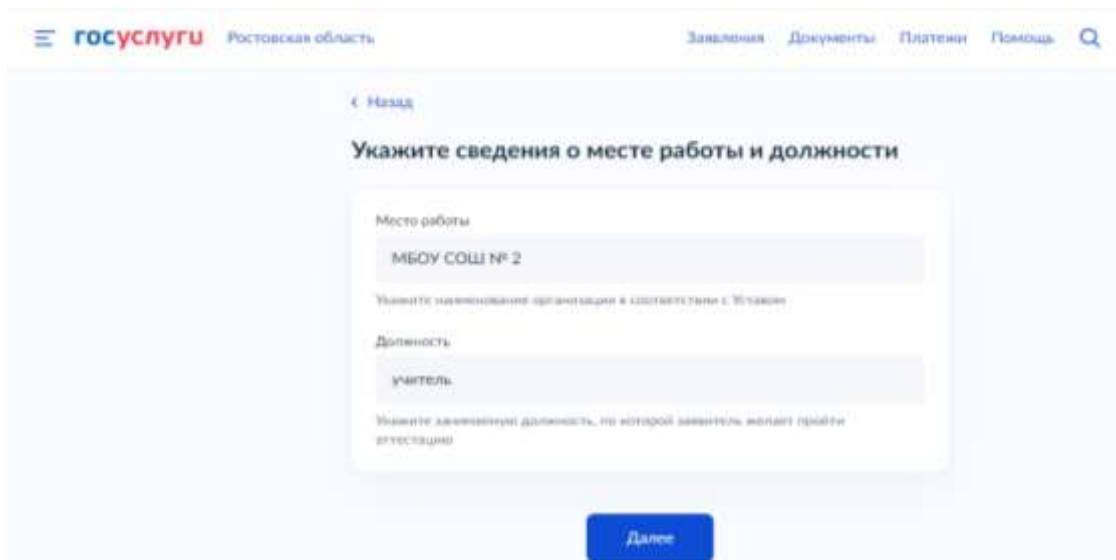 госуслуги Ростовская область Заявления Документы Платежи Помощь
Назад
Укажите сведения о месте работы и должности
Место работы
МБОУ СОШ № 2
Укажите наименование организации в соответствии с Уставом
Должность
учитель
Укажите занимаемую должность, по которой заявитель желает пройти
аттестацию
Далее